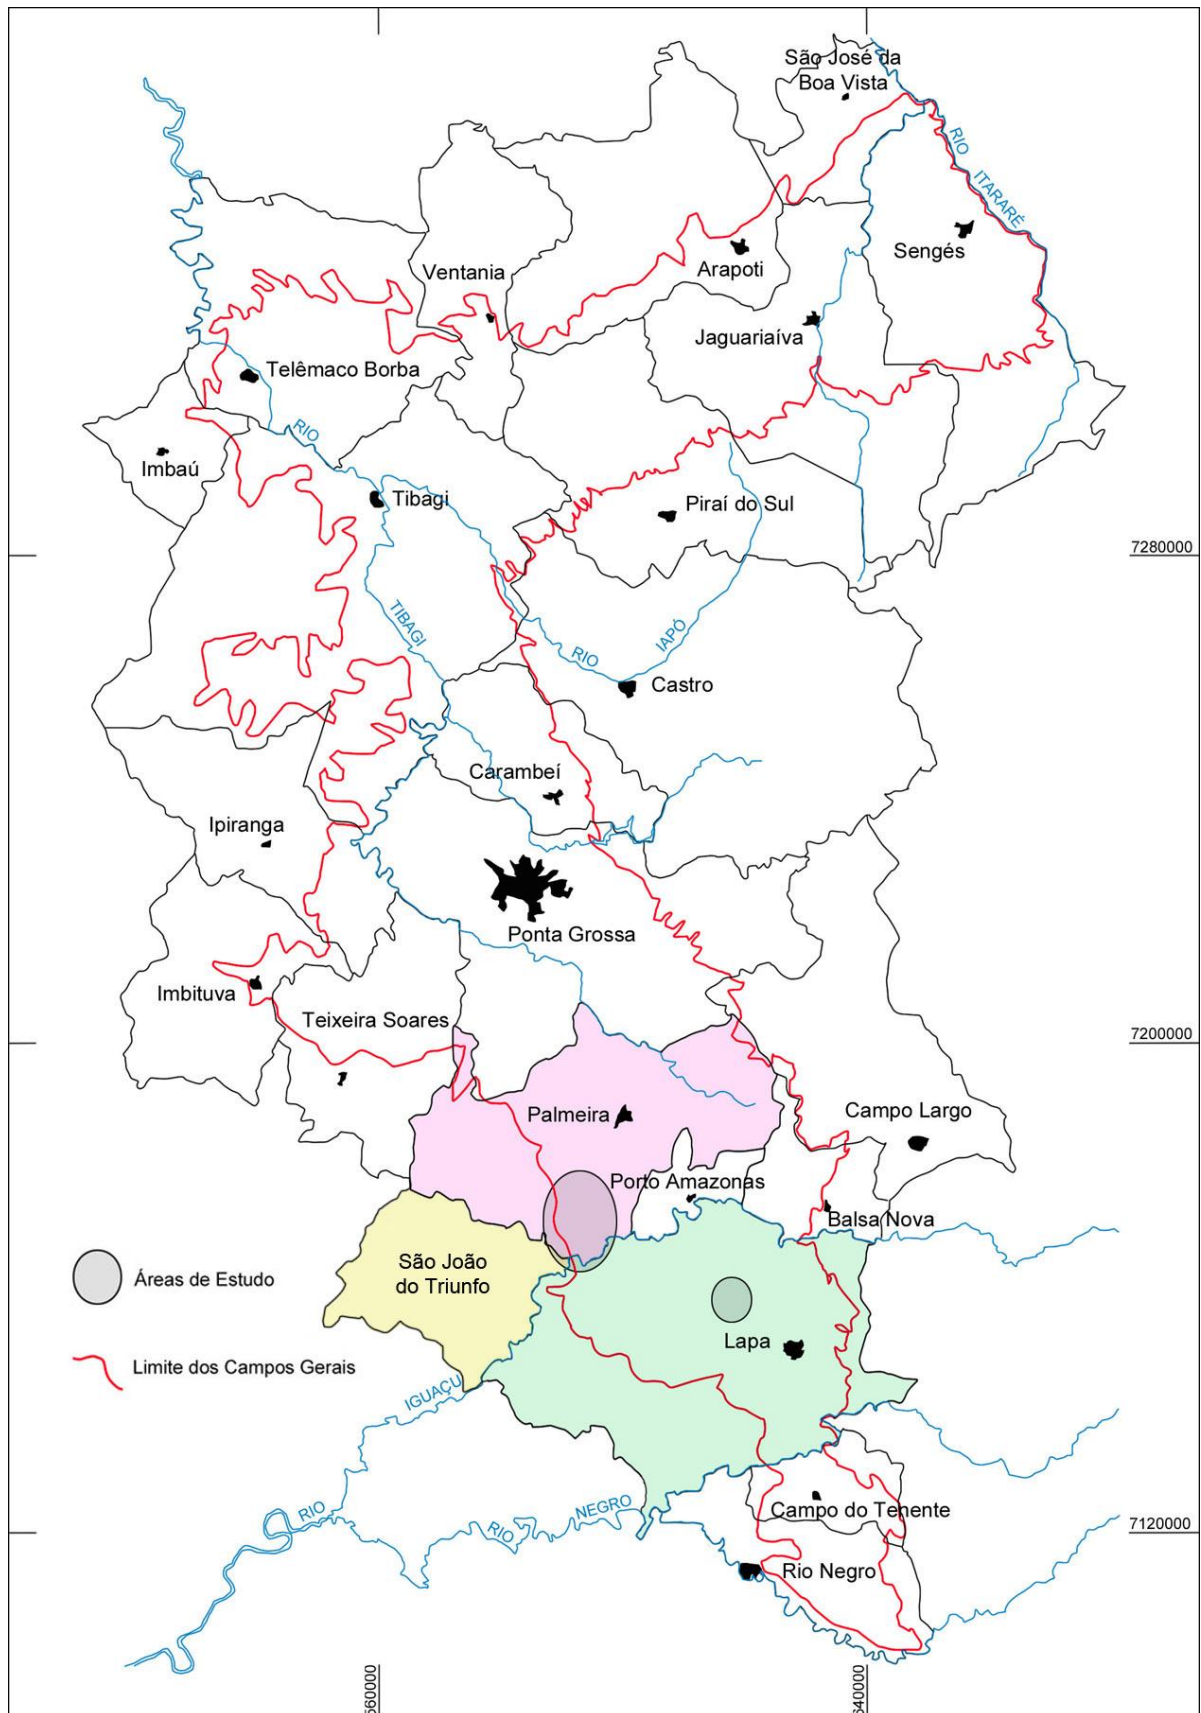 São José da
Boa Vista
RIO
ITARARÉ
Sengés
Arapoti
Ventania
Jaguariaíva
Telêmaco Borba
RIO
Imbaú
Tibagi
Piraí do Sul
7280000
TIBAGI
RIO
IAPÓ
Castro
Carambeí
Ipiranga
Ponta Grossa
Imbituva
Teixeira Soares
7200000
Palmeira
Campo Largo
Porto Amazonas
Balsa Nova
São João
do Triunfo
Áreas de Estudo
Lapa
Limite dos Campos Gerais
IGUAÇU
RIO
RIO
NEGRO
Campo do Tenente
7120000
Rio Negro
560000
640000